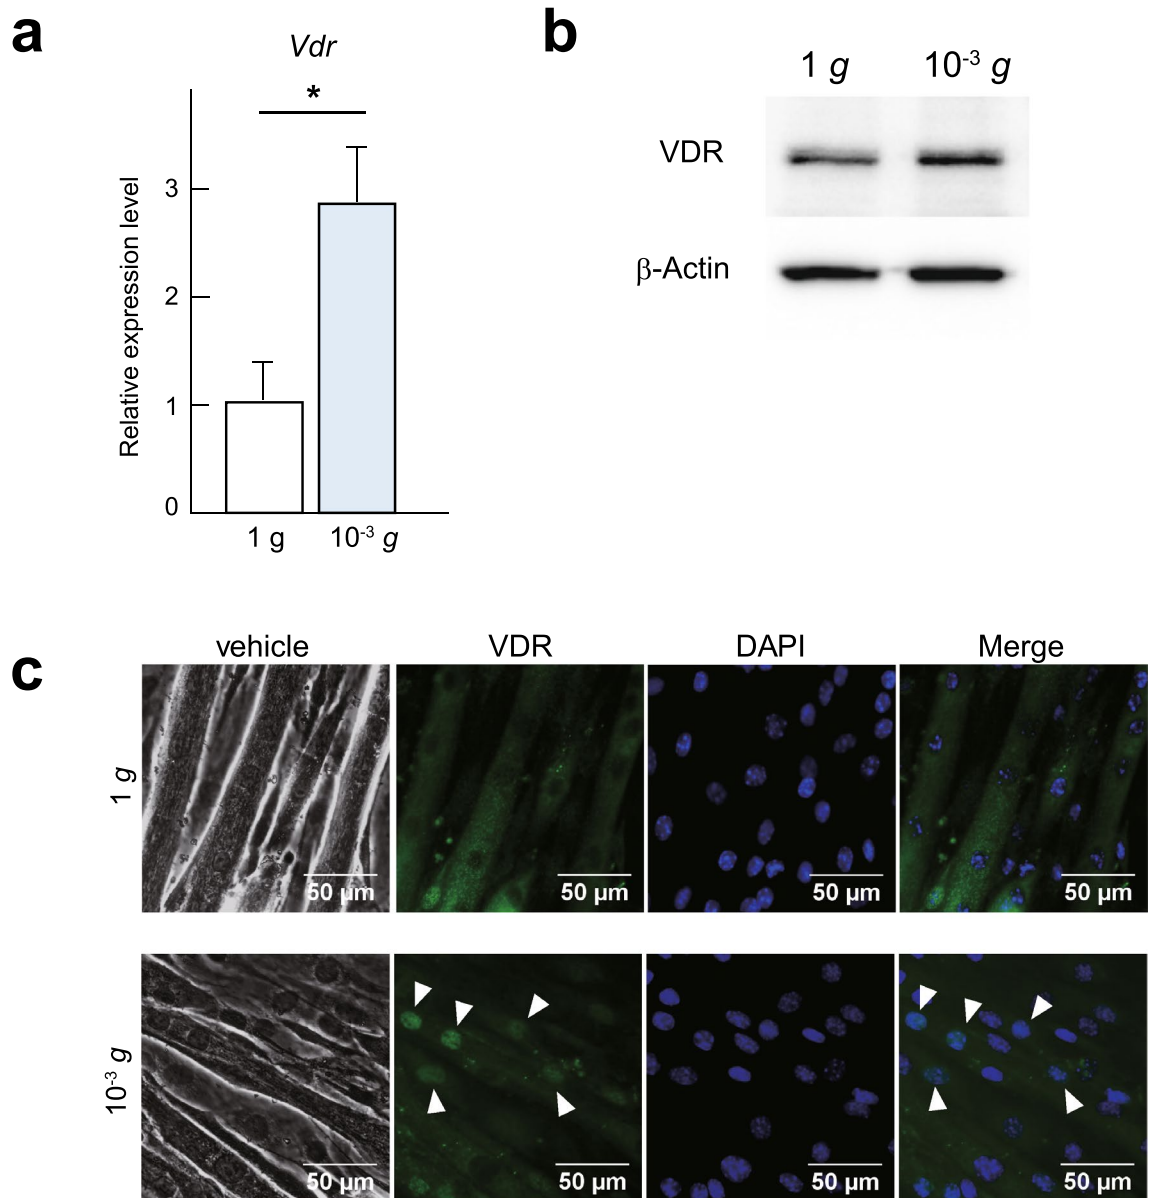 a
Vdr
*
Relative expression level
3
2
1
0
1 g
10⁻³ g
b
1 g
10⁻³ g
VDR
β-Actin
c
vehicle
VDR
DAPI
Merge
1 g
50 µm
50 µm
50 µm
50 µm
10⁻³ g
50 µm
50 µm
50 µm
50 µm